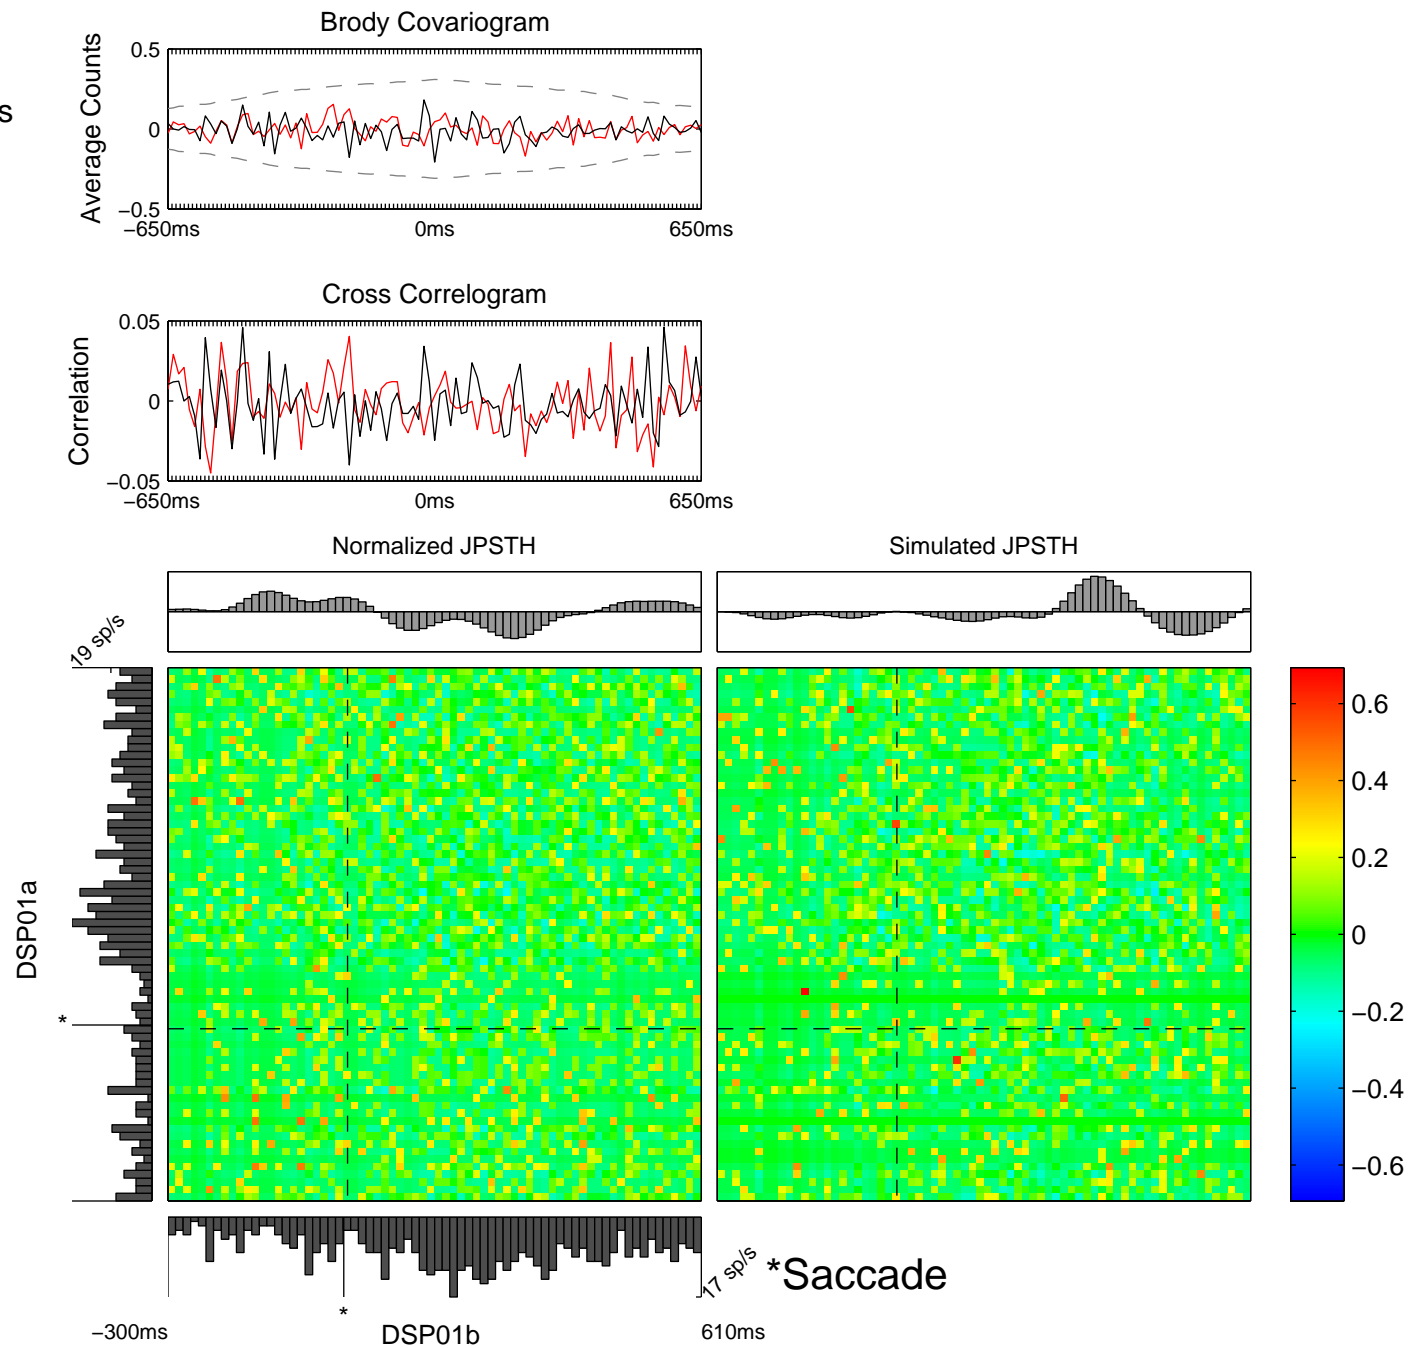 Brody Covariogram
s
Average Counts
0.5
0
−0.5
−650ms
0ms
650ms
Cross Correlogram
Correlation
0.05
0
−0.05
−650ms
0ms
650ms
Normalized JPSTH
Simulated JPSTH
19 sp/s
DSP01a
*
0.6
0.4
0.2
0
−0.2
−0.4
−0.6
17 sp/s
*Saccade
*
−300ms
DSP01b
610ms